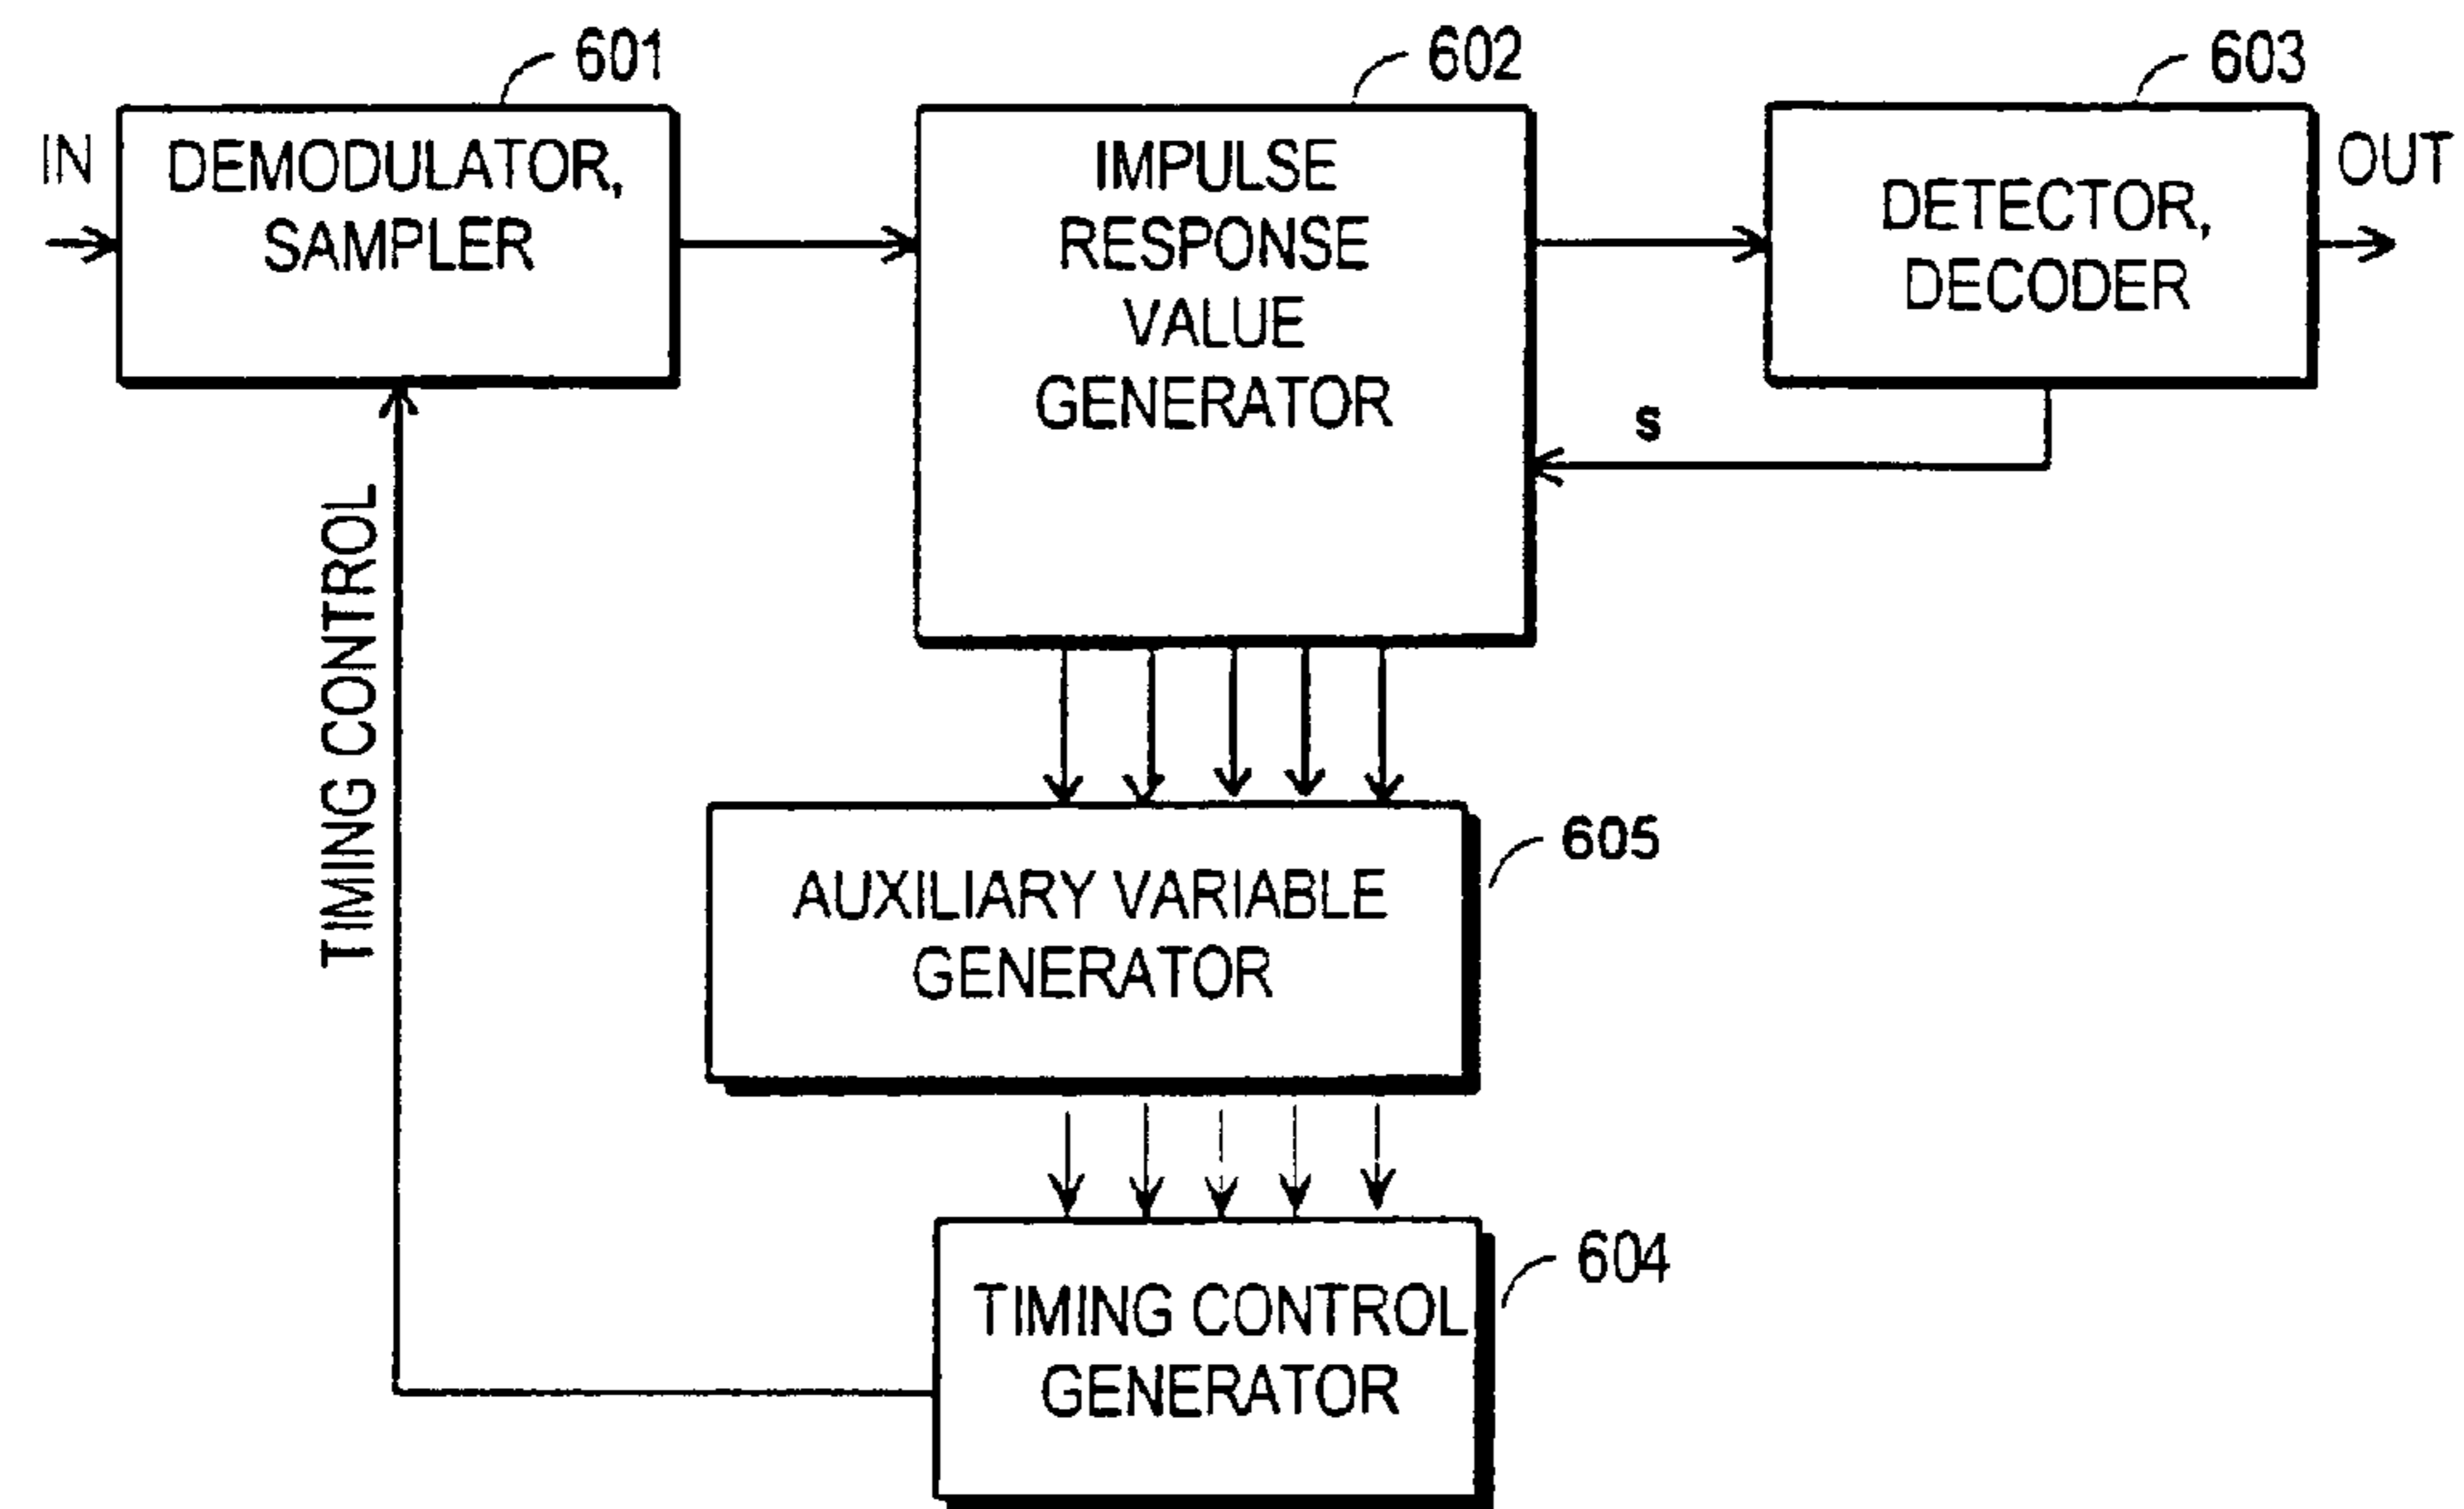 601
602
603
IN
DEMODULATOR,
SAMPLER
IMPULSE
RESPONSE
VALUE
GENERATOR
DETECTOR,
DECODER
OUT
s
TIMING CONTROL
605
AUXILIARY VARIABLE
GENERATOR
604
TIMING CONTROL
GENERATOR